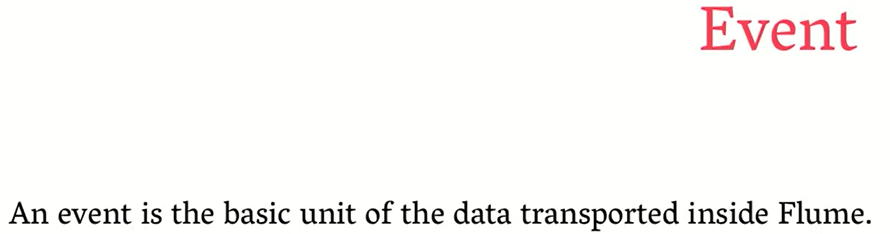 Event
An event is the basic unit of the data transported inside Flume.